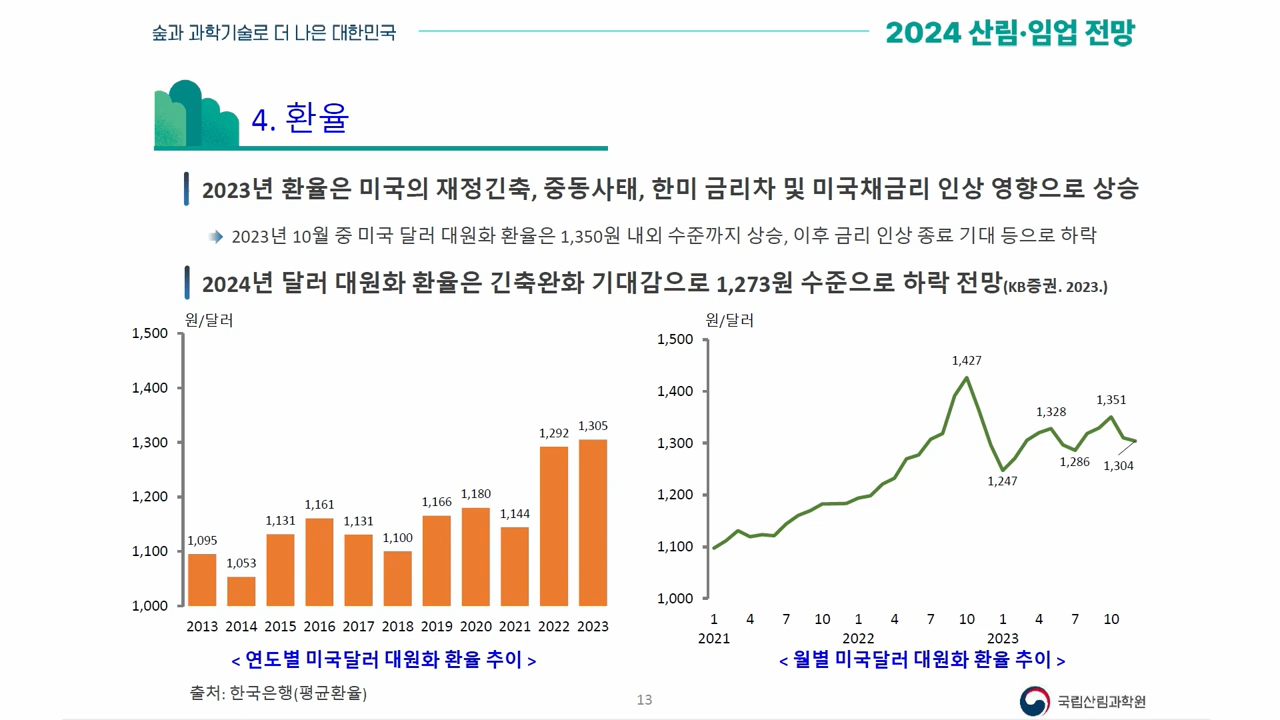 숲과 과학기술로 더 나은 대한민국
2024 산림·임업 전망
4. 환율
2023년 환율은 미국의 재정긴축, 중동사태, 한미 금리차 및 미국채금리 인상 영향으로 상승
2023년 10월 중 미국 달러 대원화 환율은 1,350원 내외 수준까지 상승, 이후 금리 인상 종료 기대 등으로 하락
2024년 달러 대원화 환율은 긴축완화 기대감으로 1,273원 수준으로 하락 전망(KB증권. 2023.)
원/달러
1,500
1,400
1,300
1,200
1,100
1,000
1,095
1,053
1,131
1,161
1,131
1,100
1,166
1,180
1,144
1,292
1,305
2013 2014 2015 2016 2017 2018 2019 2020 2021 2022 2023
< 연도별 미국달러 대원화 환율 추이 >
원/달러
1,500
1,400
1,300
1,200
1,100
1,000
1,427
1,247
1,328
1,286
1,351
1,304
1 4 7 10 1 4 7 10 1 4 7 10
2021 2022 2023
< 월별 미국달러 대원화 환율 추이 >
출처: 한국은행(평균환율)
13
국립산림과학원